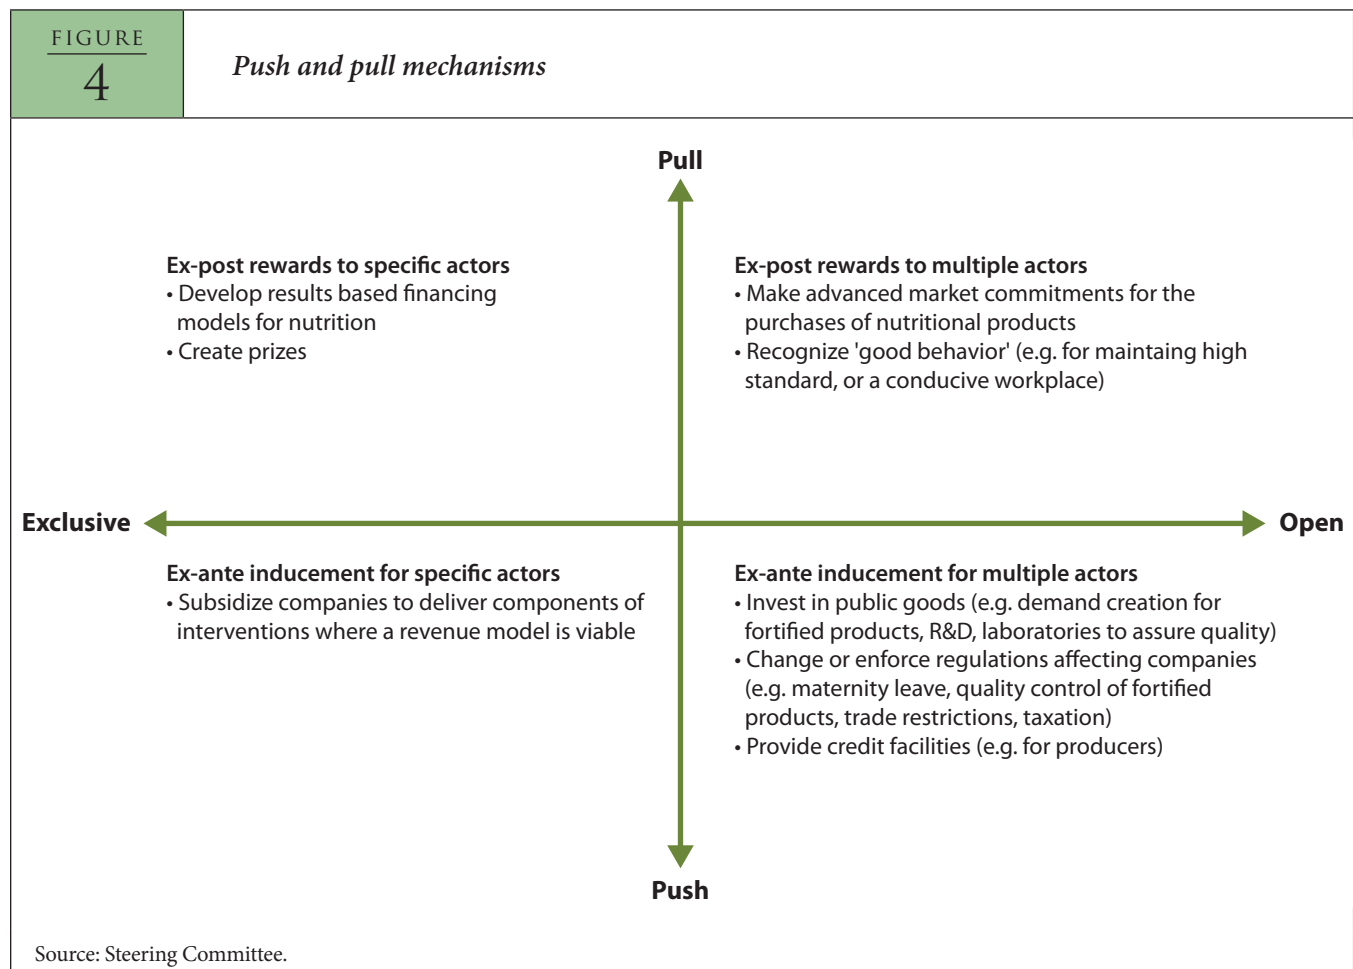 FIGURE
4
Push and pull mechanisms
Pull
Ex-post rewards to specific actors
• Develop results based financing
models for nutrition
• Create prizes
Ex-post rewards to multiple actors
• Make advanced market commitments for the
purchases of nutritional products
• Recognize 'good behavior' (e.g. for maintaing high
standard, or a conducive workplace)
Exclusive
Open
Ex-ante inducement for specific actors
• Subsidize companies to deliver components of
interventions where a revenue model is viable
Ex-ante inducement for multiple actors
• Invest in public goods (e.g. demand creation for
fortified products, R&D, laboratories to assure quality)
• Change or enforce regulations affecting companies
(e.g. maternity leave, quality control of fortified
products, trade restrictions, taxation)
• Provide credit facilities (e.g. for producers)
Push
Source: Steering Committee.